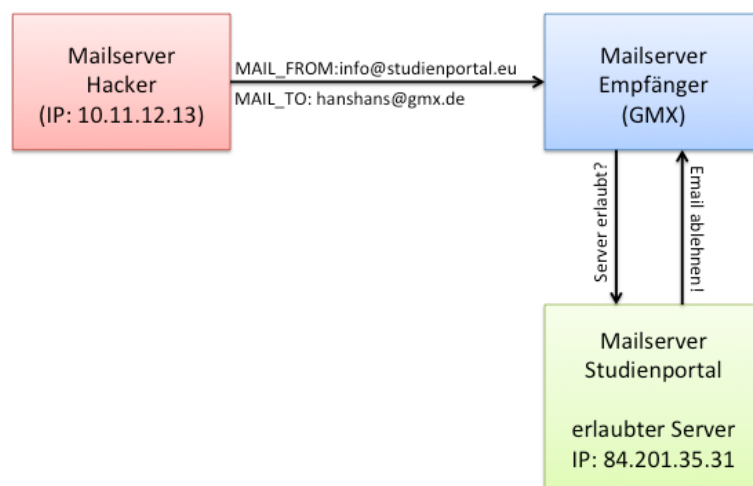 Mailserver
Hacker
(IP: 10.11.12.13)
MAIL_FROM:info@studienportal.eu
MAIL_TO: hanshans@gmx.de
Mailserver
Empfänger
(GMX)
Server erlaubt?
Email ablehnen!
Mailserver
Studienportal
erlaubter Server
IP: 84.201.35.31